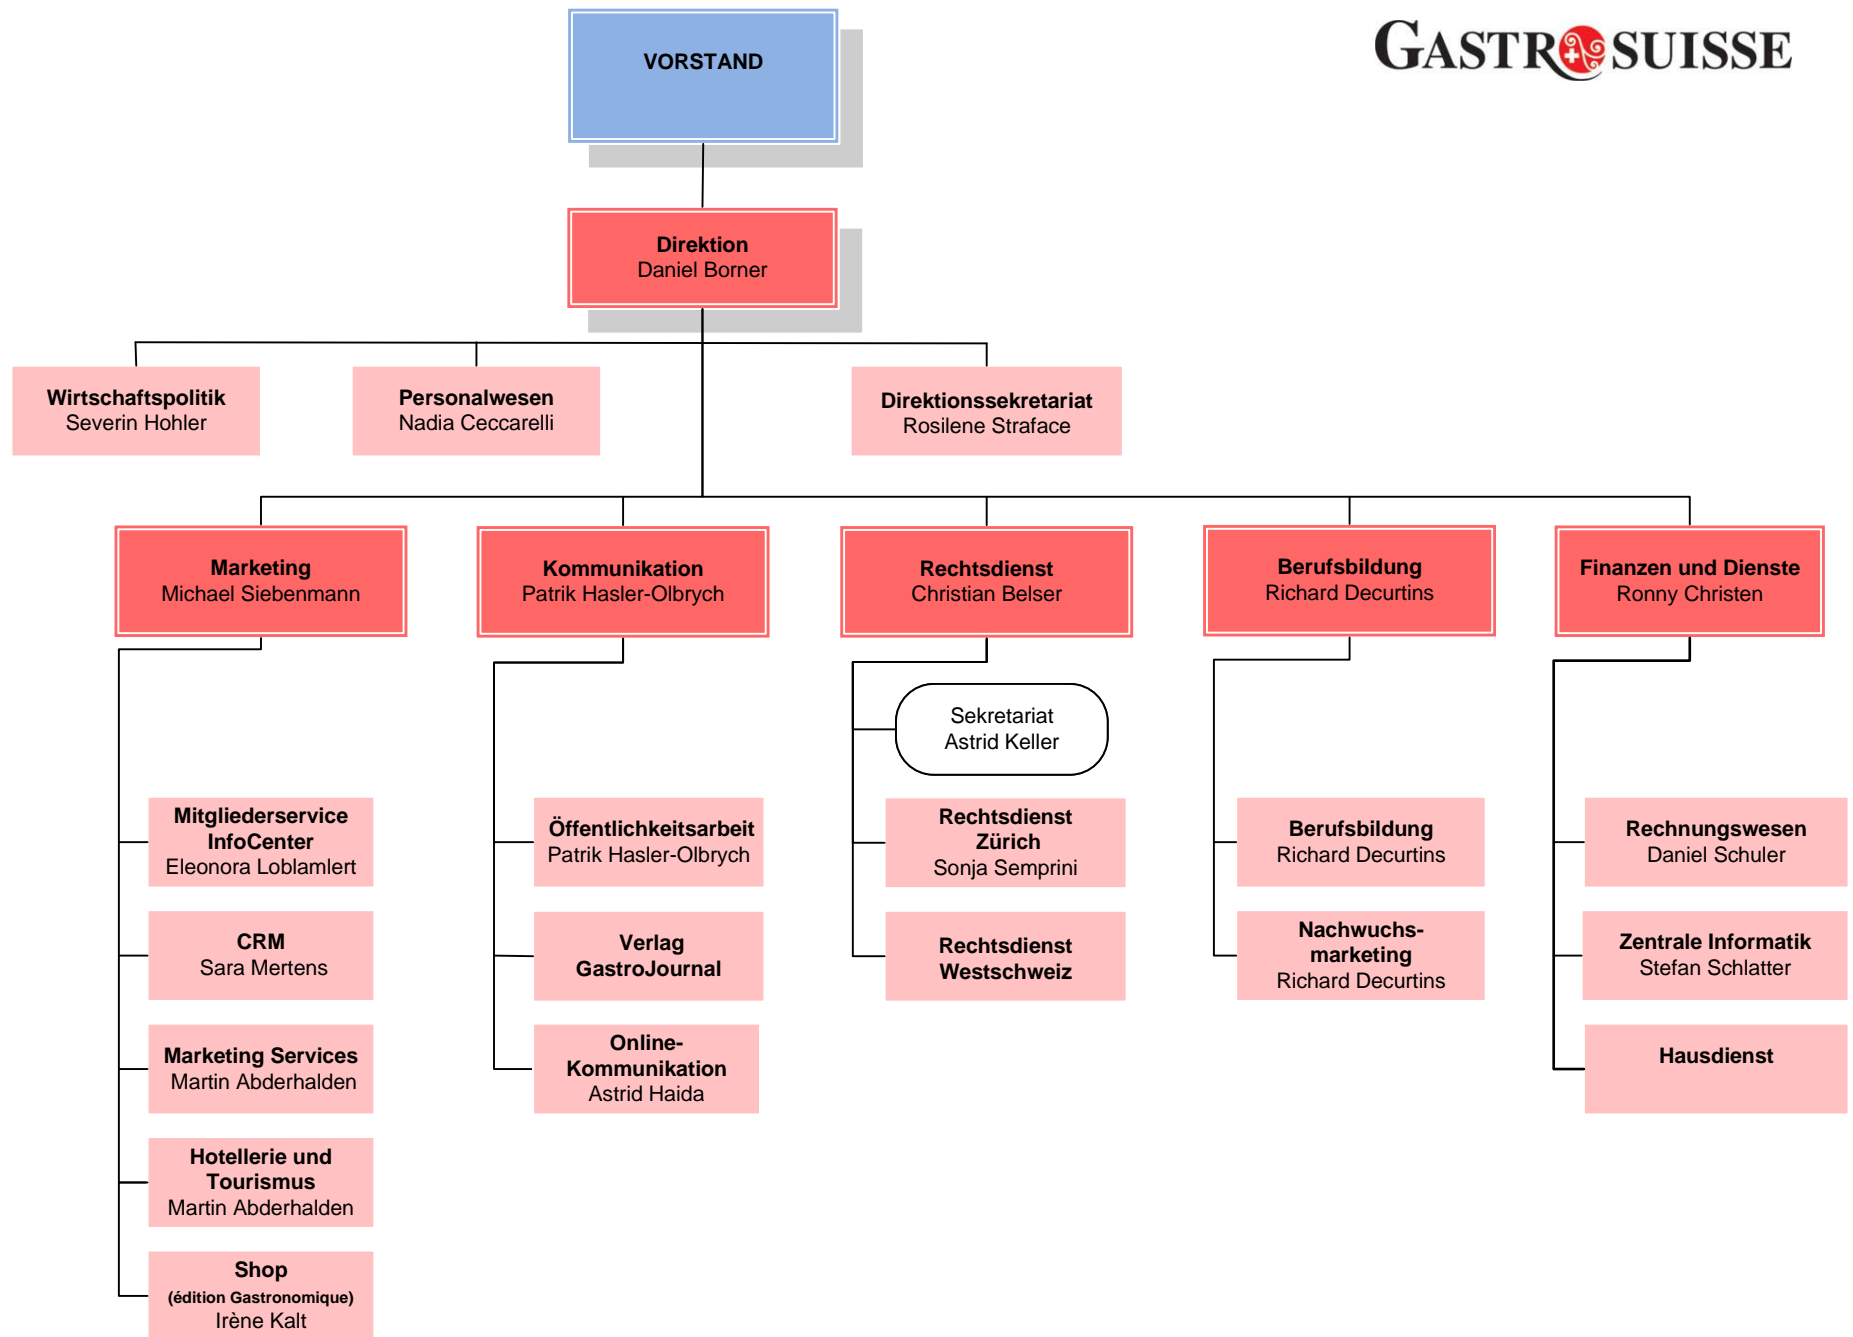 VORSTAND
GASTROSUISSE
Direktion
Daniel Borner
Wirtschaftspolitik
Severin Hohler
Personalwesen
Nadia Ceccarelli
Direktionssekretariat
Rosilene Straface
Marketing
Michael Siebenmann
Kommunikation
Patrik Hasler-Olbrych
Rechtsdienst
Christian Belser
Berufsbildung
Richard Decurtins
Finanzen und Dienste
Ronny Christen
Mitgliederservice
InfoCenter
Eleonora Loblamlert
CRM
Sara Mertens
Marketing Services
Martin Abderhalden
Hotellerie und
Tourismus
Martin Abderhalden
Shop
(édition Gastronomique)
Irène Kalt
Öffentlichkeitsarbeit
Patrik Hasler-Olbrych
Verlag
GastroJournal
Online-
Kommunikation
Astrid Haida
Sekretariat
Astrid Keller
Rechtsdienst
Zürich
Sonja Semprini
Rechtsdienst
Westschweiz
Berufsbildung
Richard Decurtins
Nachwuchs-
marketing
Richard Decurtins
Rechnungswesen
Daniel Schuler
Zentrale Informatik
Stefan Schlatter
Hausdienst